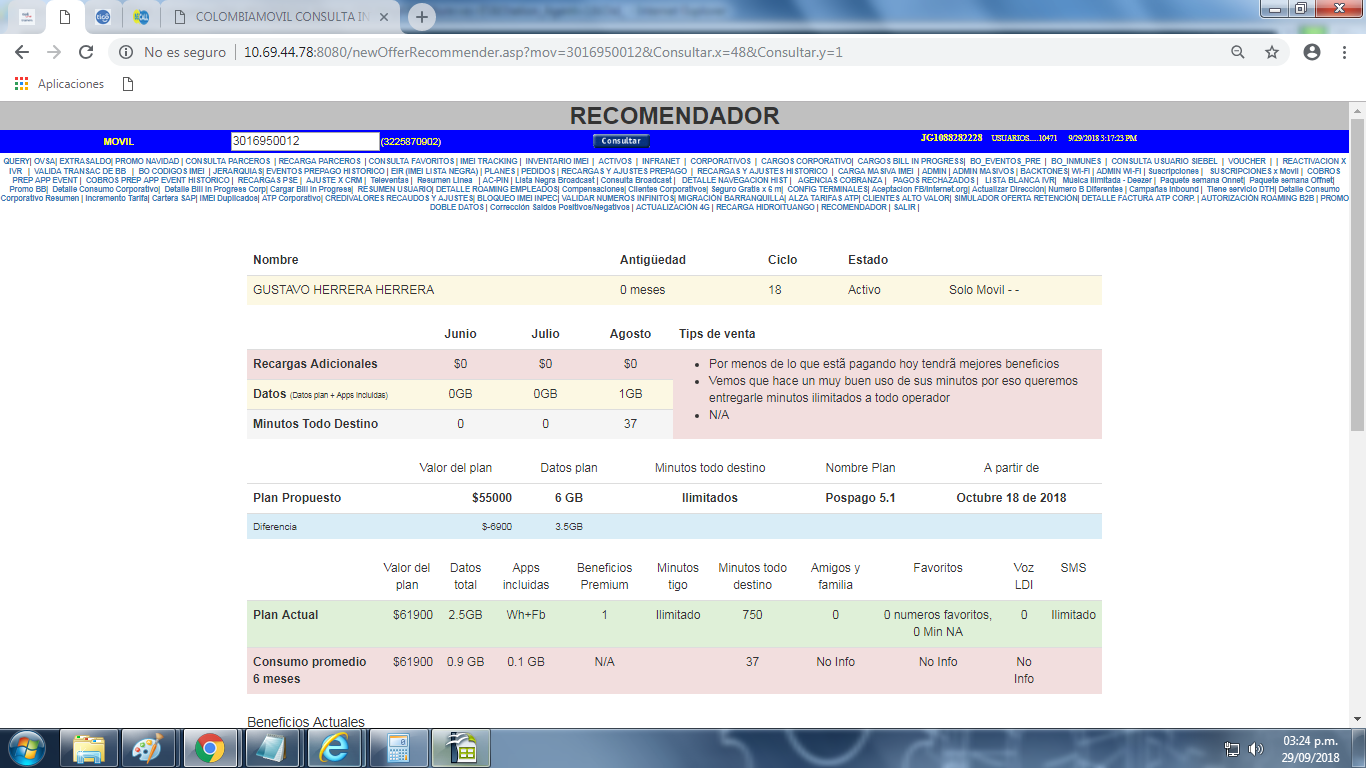 COLOMBIAMOVIL CONSULTA IN
No es seguro | 10.69.44.78:8080/newOfferRecommender.asp?mov=3016950012&Consultar.x=48&Consultar.y=1
Aplicaciones
RECOMENDADOR
MOVIL 3016950012 (3225870902) Consultar JG1088282228 USUARIOS.....10471 9/29/2018 3:17:23 PM
QUERY| OVSA| EXTRASALDO| PROMO NAVIDAD | CONSULTA PARCEROS | RECARGA PARCEROS | CONSULTA FAVORITOS | IMEI TRACKING | INVENTARIO IMEI | ACTIVOS | INFRANET | CORPORATIVOS | CARGOS CORPORATIVO| CARGOS BILL IN PROGRESS| BO_EVENTOS_PRE | BO_INMUNES | CONSULTA USUARIO SIEBEL | VOUCHER | | REACTIVACION X
IVR | VALIDA TRANSAC DE BB | BO CODIGOS IMEI | JERARQUIAS| EVENTOS PREPAGO HISTORICO | EIR (IMEI LISTA NEGRA) | PLANES | PEDIDOS | RECARGAS Y AJUSTES PREPAGO | RECARGAS Y AJUSTES HISTORICO | CARGA MASIVA IMEI | ADMIN | ADMIN MASIVOS | BACKTONES| WI-FI | ADMIN WI-FI | Suscripciones | SUSCRIPCIONES x Movil | COBROS
PREP APP EVENT | COBROS PREP APP EVENT HISTORICO | RECARGAS PSE | AJUSTE X CRM | Televentas | Resumen Linea | AC-PIN | Lista Negra Broadcast | Consulta Broadcast | DETALLE NAVEGACION HIST | AGENCIAS COBRANZA | PAGOS RECHAZADOS | LISTA BLANCA IVR| Música Ilimitada - Deezer | Paquete semana Onnet| Paquete semana Offnet|
Promo BB| Detalle Consumo Corporativo| Detalle Bill In Progress Corp| Cargar Bill In Progress| RESUMEN USUARIO| DETALLE ROAMING EMPLEADOS| Compensaciones| Clientes Corporativos| Seguro Gratis x 6 m| CONFIG TERMINALES| Aceptacion FB/Internet.org| Actualizar Dirección| Numero B Diferentes | Campañas Inbound | Tiene servicio DTH| Detalle Consumo
Corporativo Resumen | Incremento Tarifa| Cartera SAP| IMEI Duplicados| ATP Corporativo| CREDIVALORES RECAUDOS Y AJUSTES| BLOQUEO IMEI INPEC| VALIDAR NUMEROS INFINITOS| MIGRACIÓN BARRANQUILLA| ALZA TARIFAS ATP| CLIENTES ALTO VALOR| SIMULADOR OFERTA RETENCIÓN| DETALLE FACTURA ATP CORP. | AUTORIZACIÓN ROAMING B2B | PROMO
DOBLE DATOS | Corrección Saldos Positivos/Negativos | ACTUALIZACIÓN 4G | RECARGA HIDROITUANGO | RECOMENDADOR | SALIR |
Nombre Antigüedad Ciclo Estado
GUSTAVO HERRERA HERRERA 0 meses 18 Activo Solo Movil - -
Junio Julio Agosto Tips de venta
Recargas Adicionales $0 $0 $0
Datos (Datos plan + Apps incluidas) 0GB 0GB 1GB
Minutos Todo Destino 0 0 37
• Por menos de lo que estã pagando hoy tendrã mejores beneficios
• Vemos que hace un muy buen uso de sus minutos por eso queremos
entregarle minutos ilimitados a todo operador
• N/A
Valor del plan Datos plan Minutos todo destino Nombre Plan A partir de
Plan Propuesto $55000 6 GB Ilimitados Pospago 5.1 Octubre 18 de 2018
Diferencia $-6900 3.5GB
Valor del Datos Apps Beneficios Minutos Minutos todo Amigos y Favoritos Voz SMS
plan total incluidas Premium tigo destino familia LDI
Plan Actual $61900 2.5GB Wh+Fb 1 Ilimitado 750 0 0 numeros favoritos, 0 Ilimitado
0 Min NA
Consumo promedio $61900 0.9 GB 0.1 GB N/A 37 No Info No Info No
6 meses Info
Beneficios Actuales
03:24 p.m.
29/09/2018